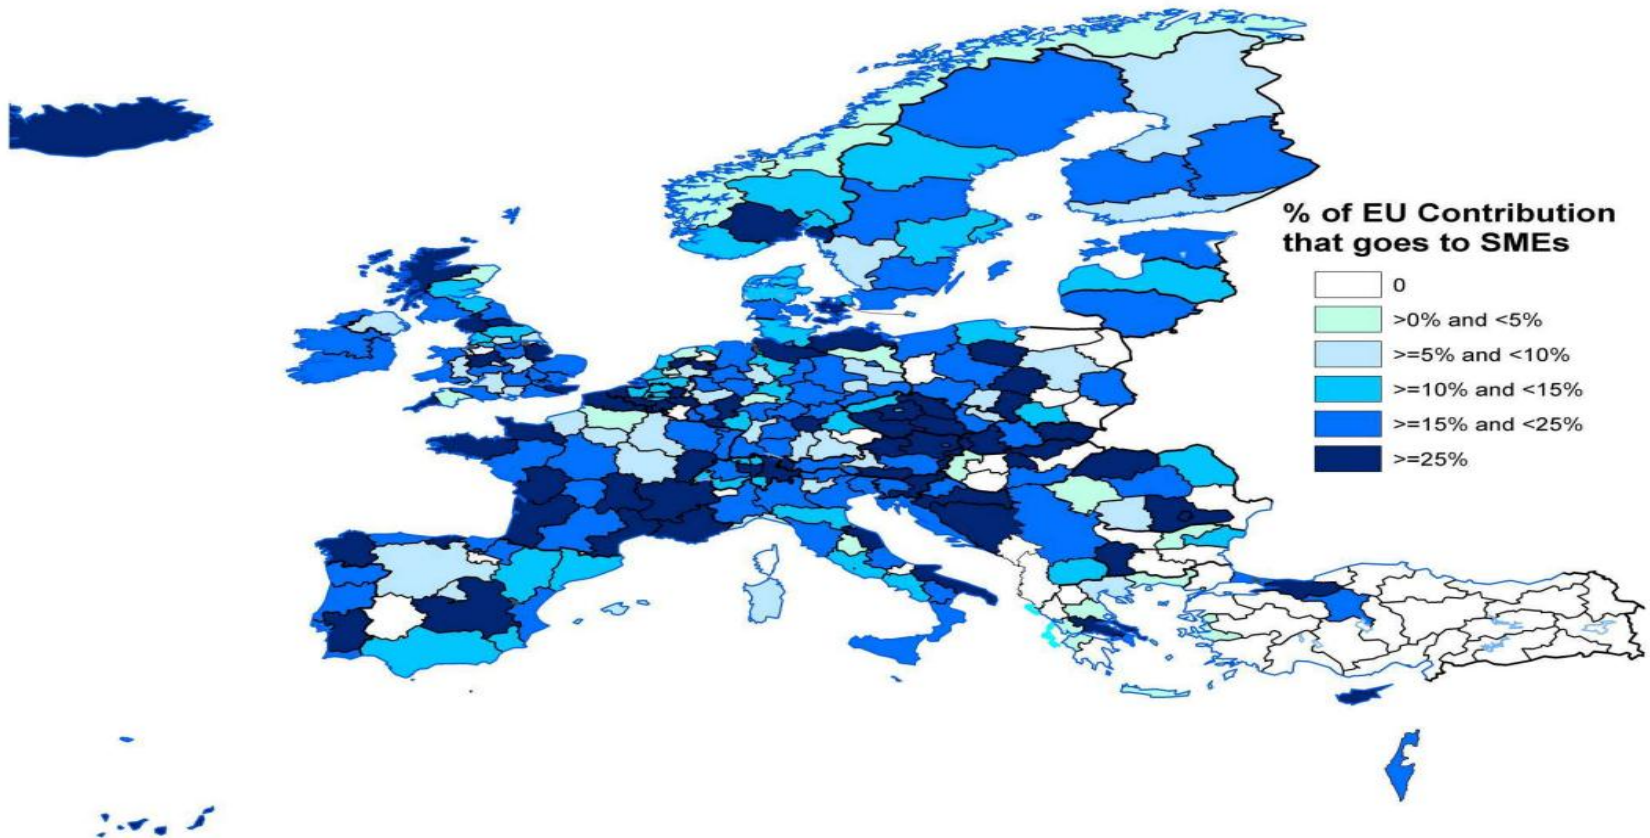 % of EU Contribution
that goes to SMEs
0
>0% and <5%
>=5% and <10%
>=10% and <15%
>=15% and <25%
>=25%